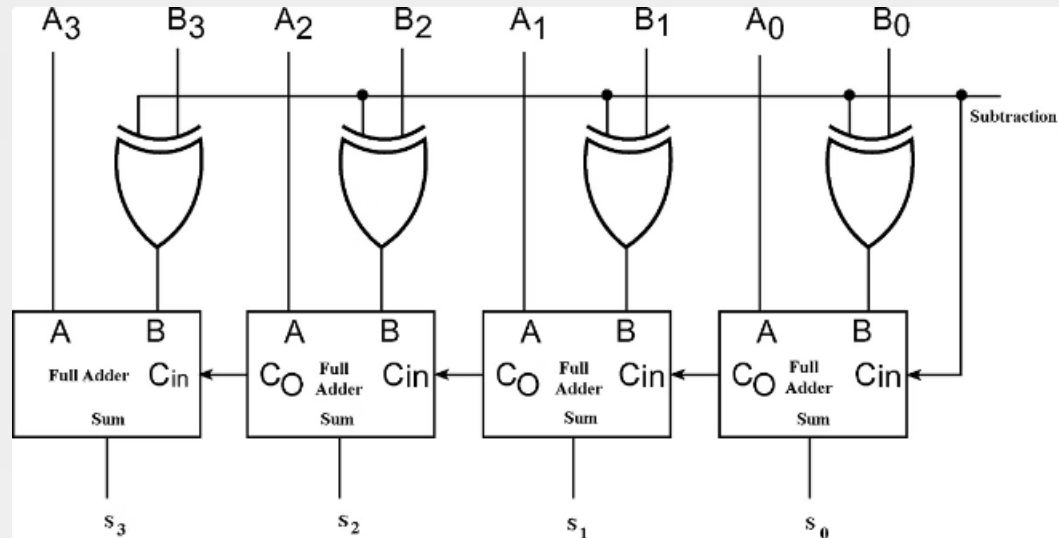 A3 B3 A2 B2 A1 B1 A0 B0
Subtraction
A B A B A B A B
Full Adder Cin CO Full Adder Cin CO Full Adder Cin CO Full Adder Cin
Sum Sum Sum Sum
s3 s2 s1 s0